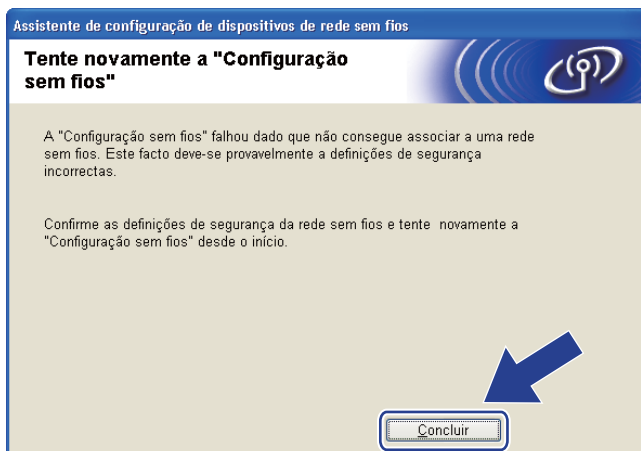 Assistente de configuração de dispositivos de rede sem fios
Tente novamente a "Configuração
sem fios"
A "Configuração sem fios" falhou dado que não consegue associar a uma rede
sem fios. Este facto deve-se provavelmente a definições de segurança
incorrectas.
Confirme as definições de segurança da rede sem fios e tente novamente a
"Configuração sem fios" desde o início.
Concluir